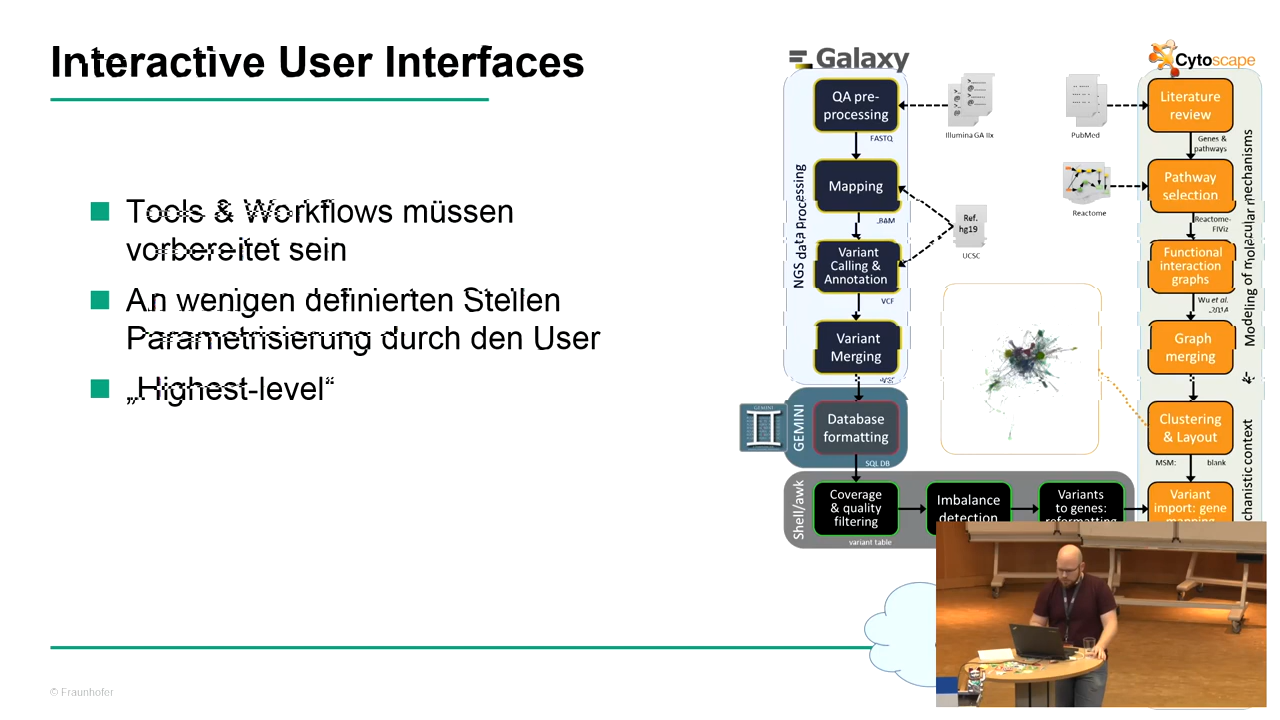 Interactive User Interfaces
Tools & Workflows müssen
vorbereitet sein
An wenigen definierten Stellen
Parametrisierung durch den User
„Highest-level“
© Fraunhofer
Galaxy
NGS data processing
QA pre-
processing
FASTQ
Illumina GA IIx
Mapping
.BAM
Ref.
hg19
UCSC
Variant
Calling &
Annotation
VCF
Variant
Merging
GEMINI
GEMINI
Database
formatting
SQL DB
Shell/awk
Coverage
& quality
filtering
variant table
Imbalance
detection
Variants
to genes:
reformatting
Cytoscape
Modeling of molecular mechanisms
Literature
review
PubMed
Genes &
pathways
Pathway
selection
Reactome
Reactome-
FIViz
Functional
interaction
graphs
Wu et al.
Graph
merging
Clustering
& Layout
MSM: blank
Variant
import: gene
mapping
context